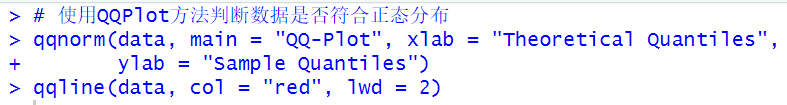 > # 使用QQPlot方法判断数据是否符合正态分布
> qqnorm(data, main = "QQ-Plot", xlab = "Theoretical Quantiles",
+        ylab = "Sample Quantiles")
> qqline(data, col = "red", lwd = 2)